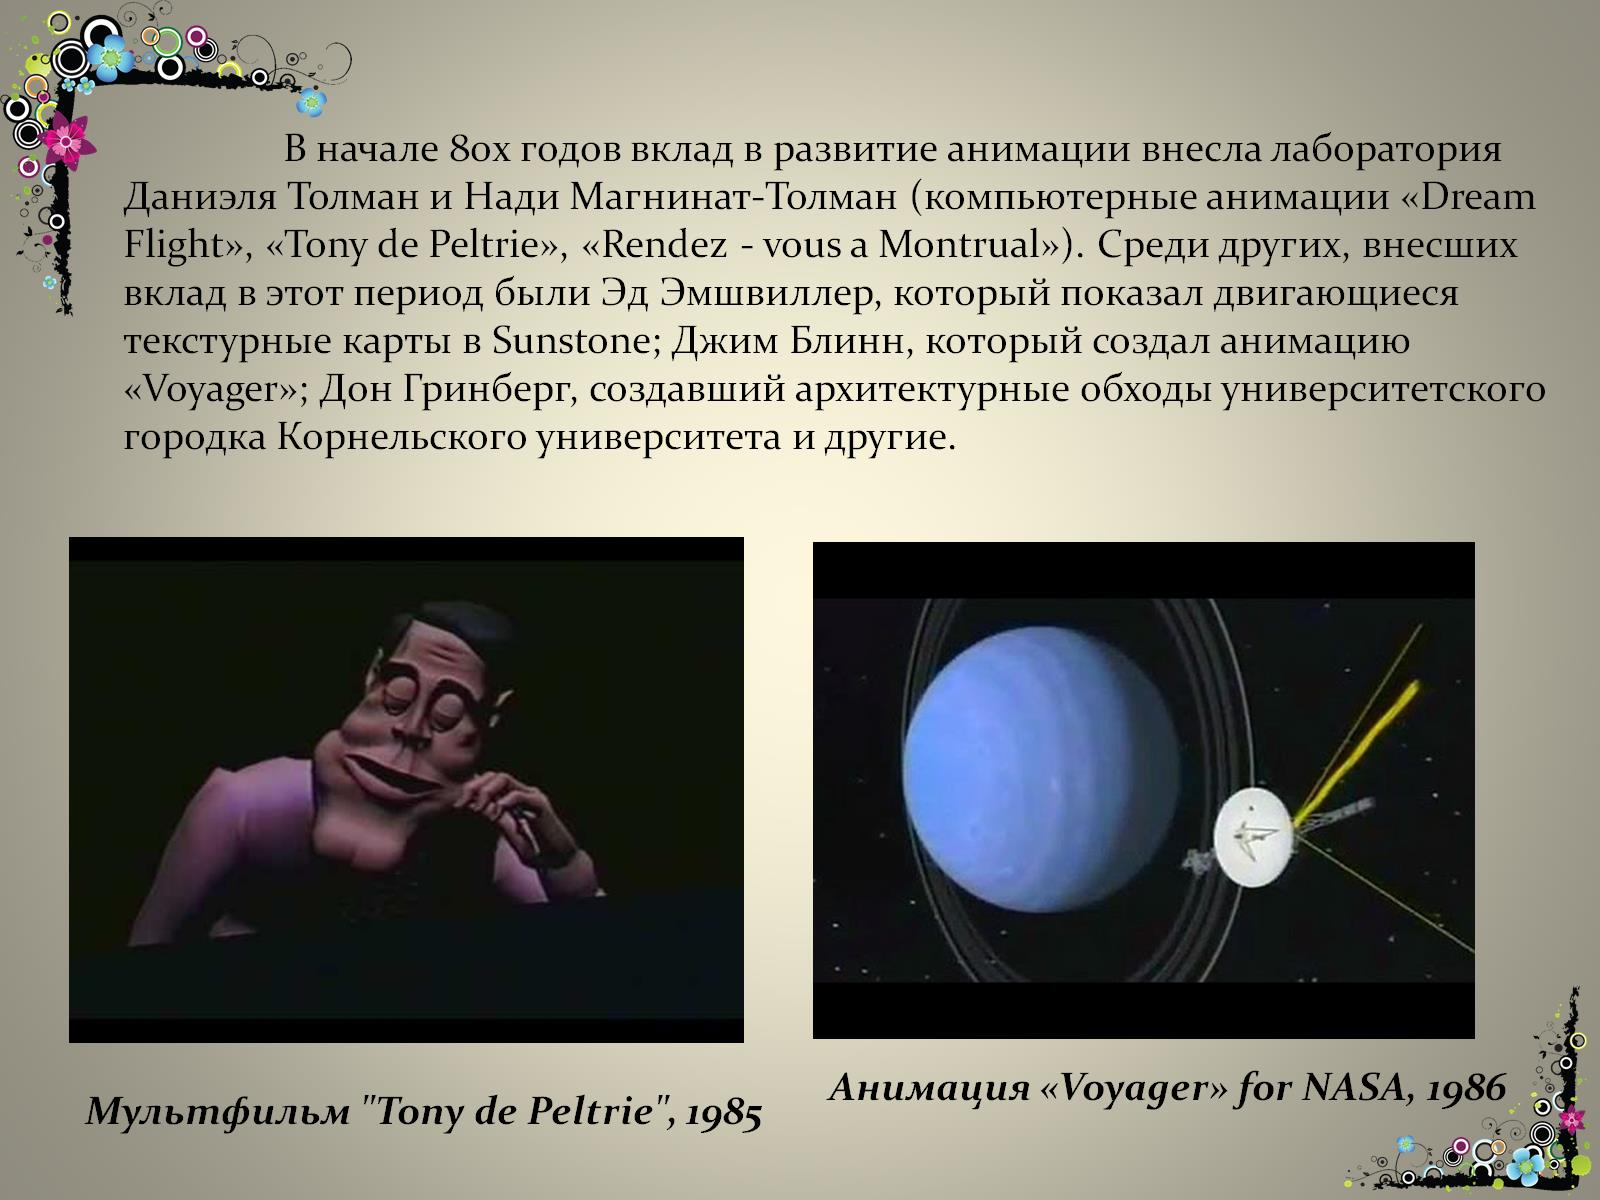 В начале 80х годов вклад в развитие анимации внесла лаборатория
Даниэля Толман и Нади Магнинат-Толман (компьютерные анимации «Dream
Flight», «Tony de Peltrie», «Rendez - vous a Montrual»). Среди других, внесших
вклад в этот период были Эд Эмшвиллер, который показал двигающиеся
текстурные карты в Sunstone; Джим Блинн, который создал анимацию
«Voyager»; Дон Гринберг, создавший архитектурные обходы университетского
городка Корнельского университета и другие.
Мультфильм "Tony de Peltrie", 1985
Анимация «Voyager» for NASA, 1986